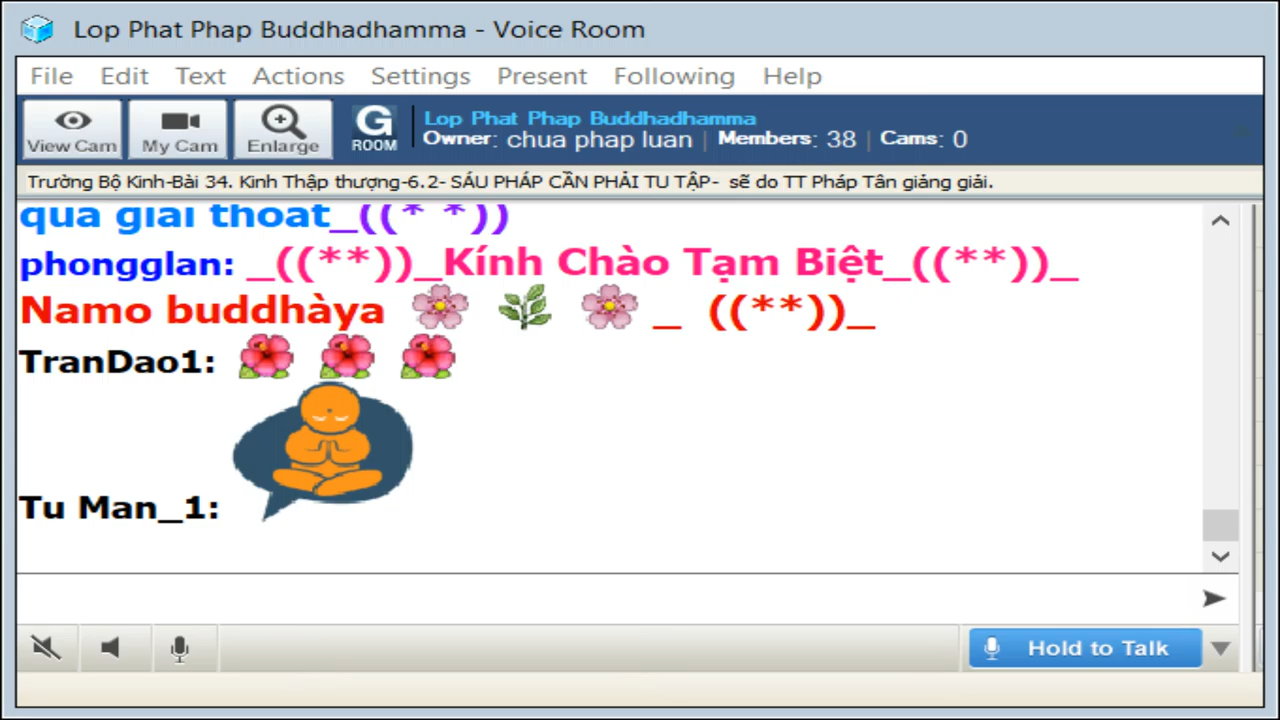 Lop Phat Phap Buddhadhamma - Voice Room
File Edit Text Actions Settings Present Following Help
View Cam My Cam Enlarge G ROOM
Lop Phat Phap Buddhadhamma
Owner: chua phap luan | Members: 38 | Cams: 0
Trường Bộ Kinh-Bài 34. Kinh Thập thượng-6.2- SÁU PHÁP CẦN PHẢI TU TẬP- sẽ do TT Pháp Tân giảng giải.
qua giai thoat_((* *))
phongglan: _((**))_Kính Chào Tạm Biệt_((**))_
Namo buddhàya _ ((**))_
TranDao1:
Tu Man_1:
Hold to Talk